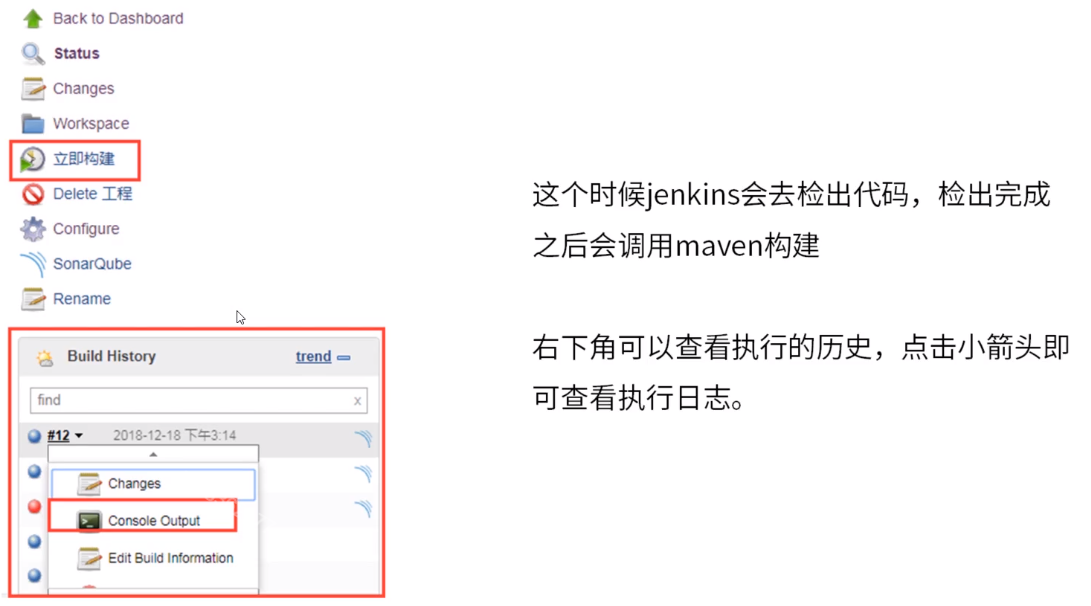 Back to Dashboard
Status
Changes
Workspace
立即构建
Delete 工程
Configure
SonarQube
Rename
Build History
trend
find
x
#12
2018-12-18 下午3:14
Changes
Console Output
Edit Build Information
这个时候jenkins会去检出代码，检出完成
之后会调用maven构建
右下角可以查看执行的历史，点击小箭头即
可查看执行日志。